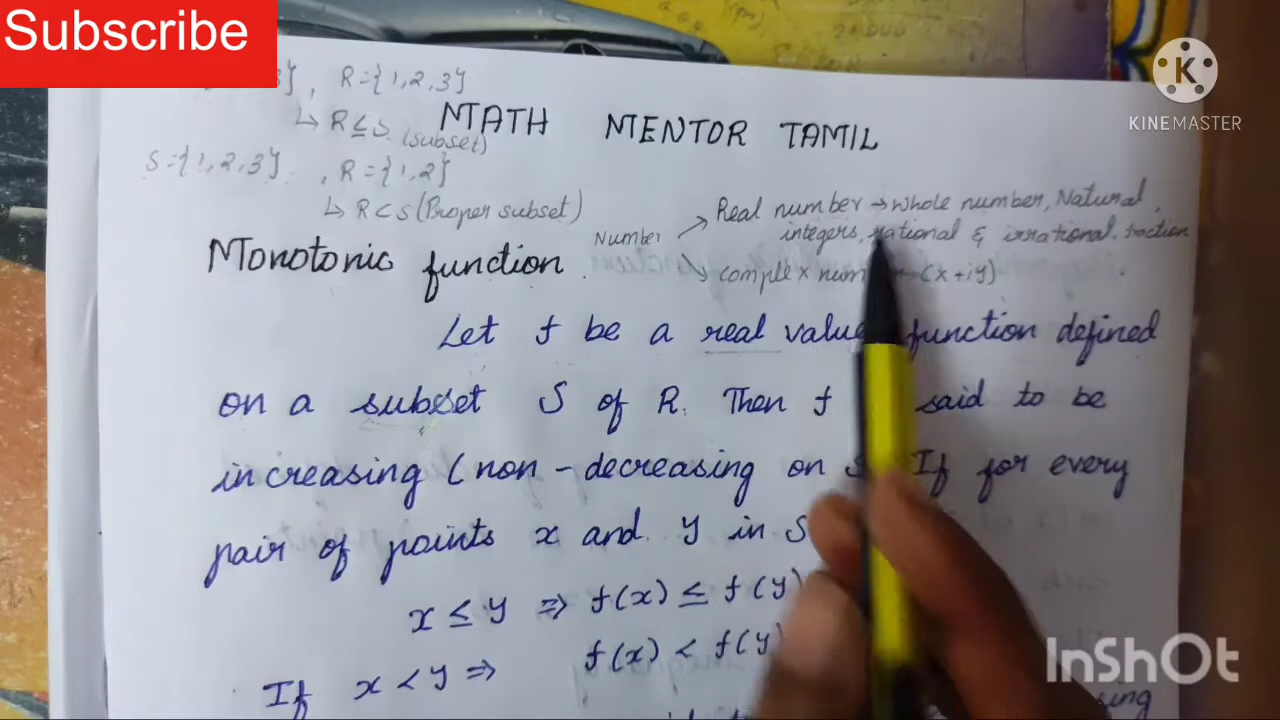 Subscribe
K
KINEMASTER
}, R={1,2,3}
↳ R⊆S (subset)
MATH MENTOR TAMIL
S={1,2,3}, R={1,2}
↳ R<S (Proper subset)
Number → Real number → Whole number, Natural,
integers, rational & irrational. fraction
↳ complex (x+iy)
Monotonic function.
Let f be a real value function defined
on a subset S of R. Then f said to be
increasing (non-decreasing on S. If for every
pair of points x and y in S
x ≤ y ⇒ f(x) ≤ f(y)
If x < y ⇒ f(x) < f(y)
InShOt